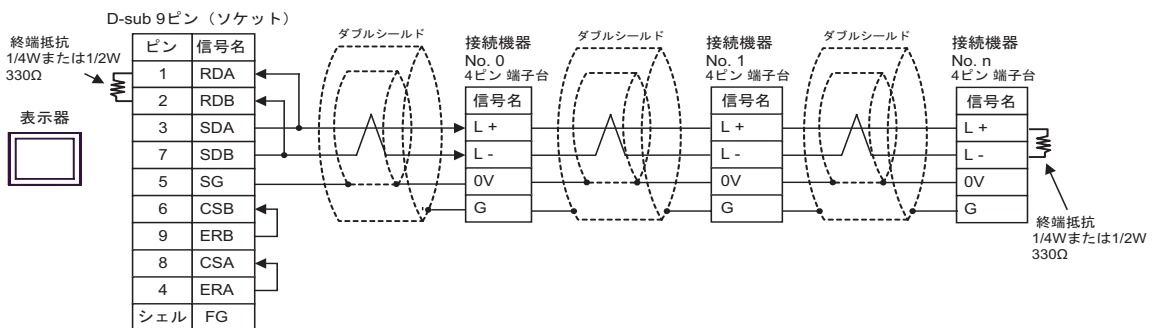 D-sub 9ピン（ソケット）
終端抵抗
1/4Wまたは1/2W
330Ω
表示器
ピン 信号名
1 RDA
2 RDB
3 SDA
7 SDB
5 SG
6 CSB
9 ERB
8 CSA
4 ERA
シェル FG
ダブルシールド
接続機器
No. 0
4ピン 端子台
信号名
L +
L -
0V
G
ダブルシールド
接続機器
No. 1
4ピン 端子台
信号名
L +
L -
0V
G
ダブルシールド
接続機器
No. n
4ピン 端子台
信号名
L +
L -
0V
G
終端抵抗
1/4Wまたは1/2W
330Ω